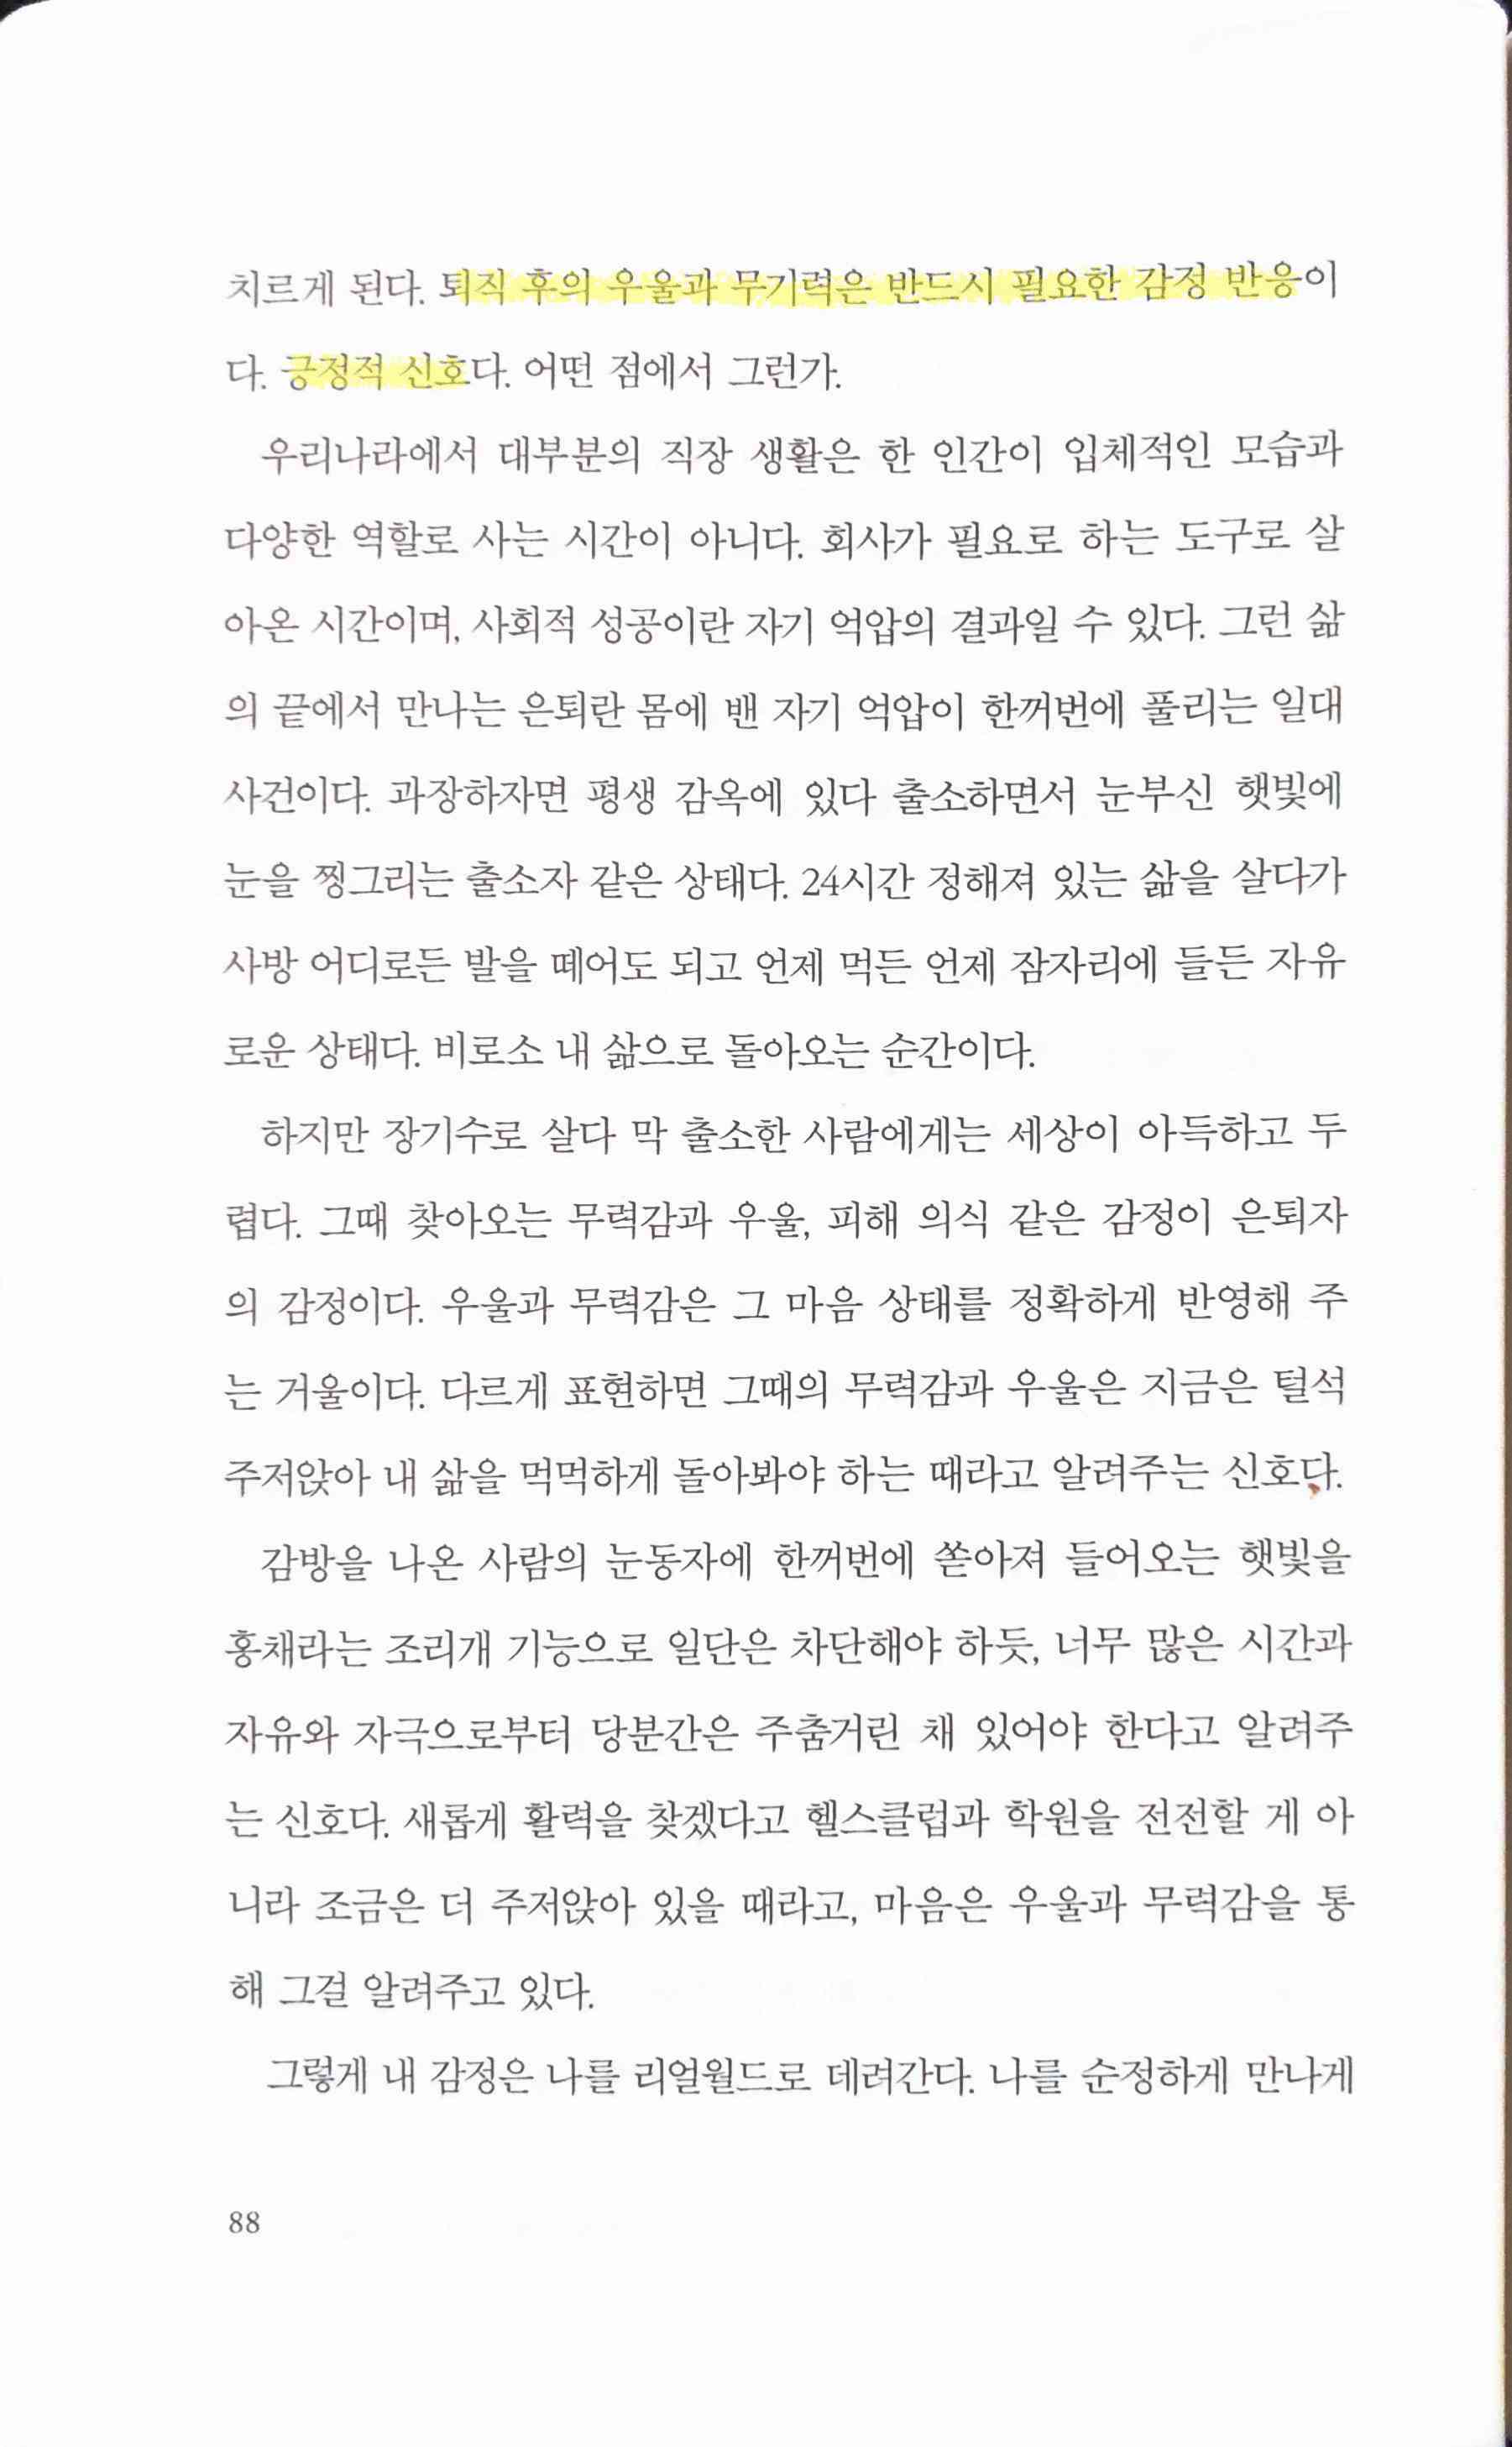 치르게 된다. 퇴직 후의 우울과 무기력은 반드시 필요한 감정 반응이
다. 긍정적 신호다. 어떤 점에서 그런가.
우리나라에서 대부분의 직장 생활은 한 인간이 입체적인 모습과
다양한 역할로 사는 시간이 아니다. 회사가 필요로 하는 도구로 살
아온 시간이며, 사회적 성공이란 자기 억압의 결과일 수 있다. 그런 삶
의 끝에서 만나는 은퇴란 몸에 밴 자기 억압이 한꺼번에 풀리는 일대
사건이다. 과장하자면 평생 감옥에 있다 출소하면서 눈부신 햇빛에
눈을 찡그리는 출소자 같은 상태다. 24시간 정해져 있는 삶을 살다가
사방 어디로든 발을 떼어도 되고 언제 먹든 언제 잠자리에 들든 자유
로운 상태다. 비로소 내 삶으로 돌아오는 순간이다.
하지만 장기수로 살다 막 출소한 사람에게는 세상이 아득하고 두
렵다. 그때 찾아오는 무력감과 우울, 피해 의식 같은 감정이 은퇴자
의 감정이다. 우울과 무력감은 그 마음 상태를 정확하게 반영해 주
는 거울이다. 다르게 표현하면 그때의 무력감과 우울은 지금은 털석
주저앉아 내 삶을 먹먹하게 돌아봐야 하는 때라고 알려주는 신호다.
감방을 나온 사람의 눈동자에 한꺼번에 쏟아져 들어오는 햇빛을
홍채라는 조리개 기능으로 일단은 차단해야 하듯, 너무 많은 시간과
자유와 자극으로부터 당분간은 주춤거린 채 있어야 한다고 알려주
는 신호다. 새롭게 활력을 찾겠다고 헬스클럽과 학원을 전전할 게 아
니라 조금은 더 주저앉아 있을 때라고, 마음은 우울과 무력감을 통
해 그걸 알려주고 있다.
그렇게 내 감정은 나를 리얼월드로 데려간다. 나를 순정하게 만나게
88